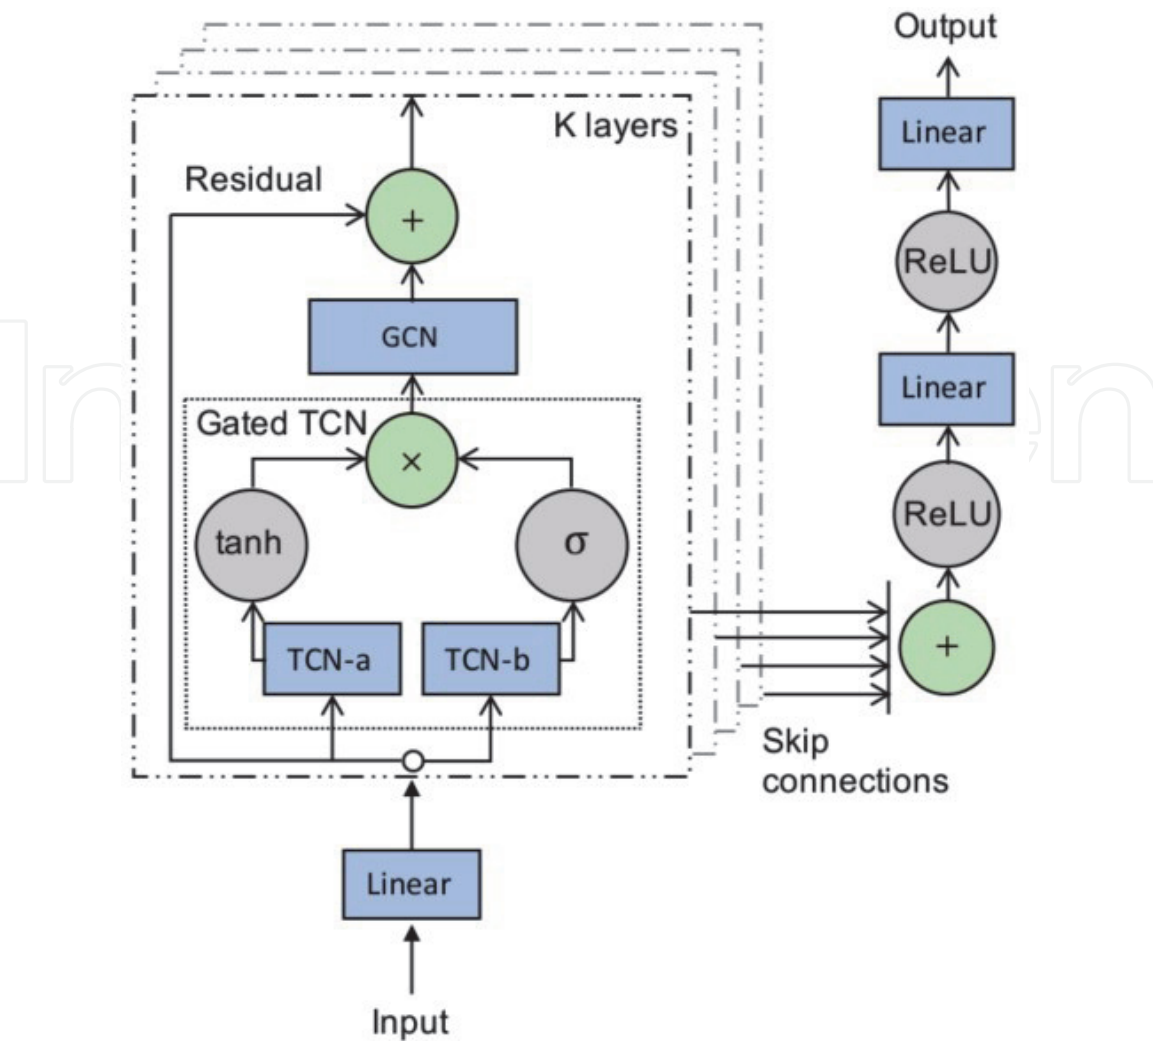 Output
Linear
K layers
Residual
+
ReLU
GCN
Linear
Gated TCN
×
ReLU
tanh
σ
TCN-a
TCN-b
+
Skip
connections
Linear
Input